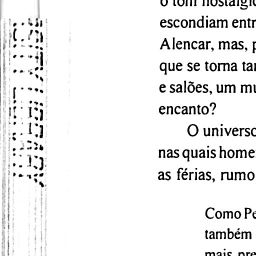 o tom nostálgic
escondiam entr
Alencar, mas, p
que se torna ta
e salões, um mu
encanto?
O universo
nas quais home
as férias, rumo
Como Pe
também
mais pre